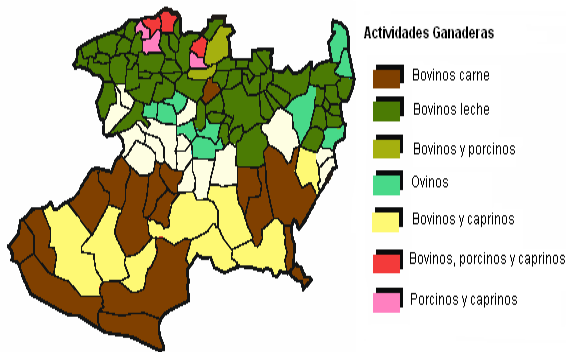 Actividades Ganaderas
Bovinos carne
Bovinos leche
Bovinos y porcinos
Ovinos
Bovinos y caprinos
Bovinos, porcinos y caprinos
Porcinos y caprinos